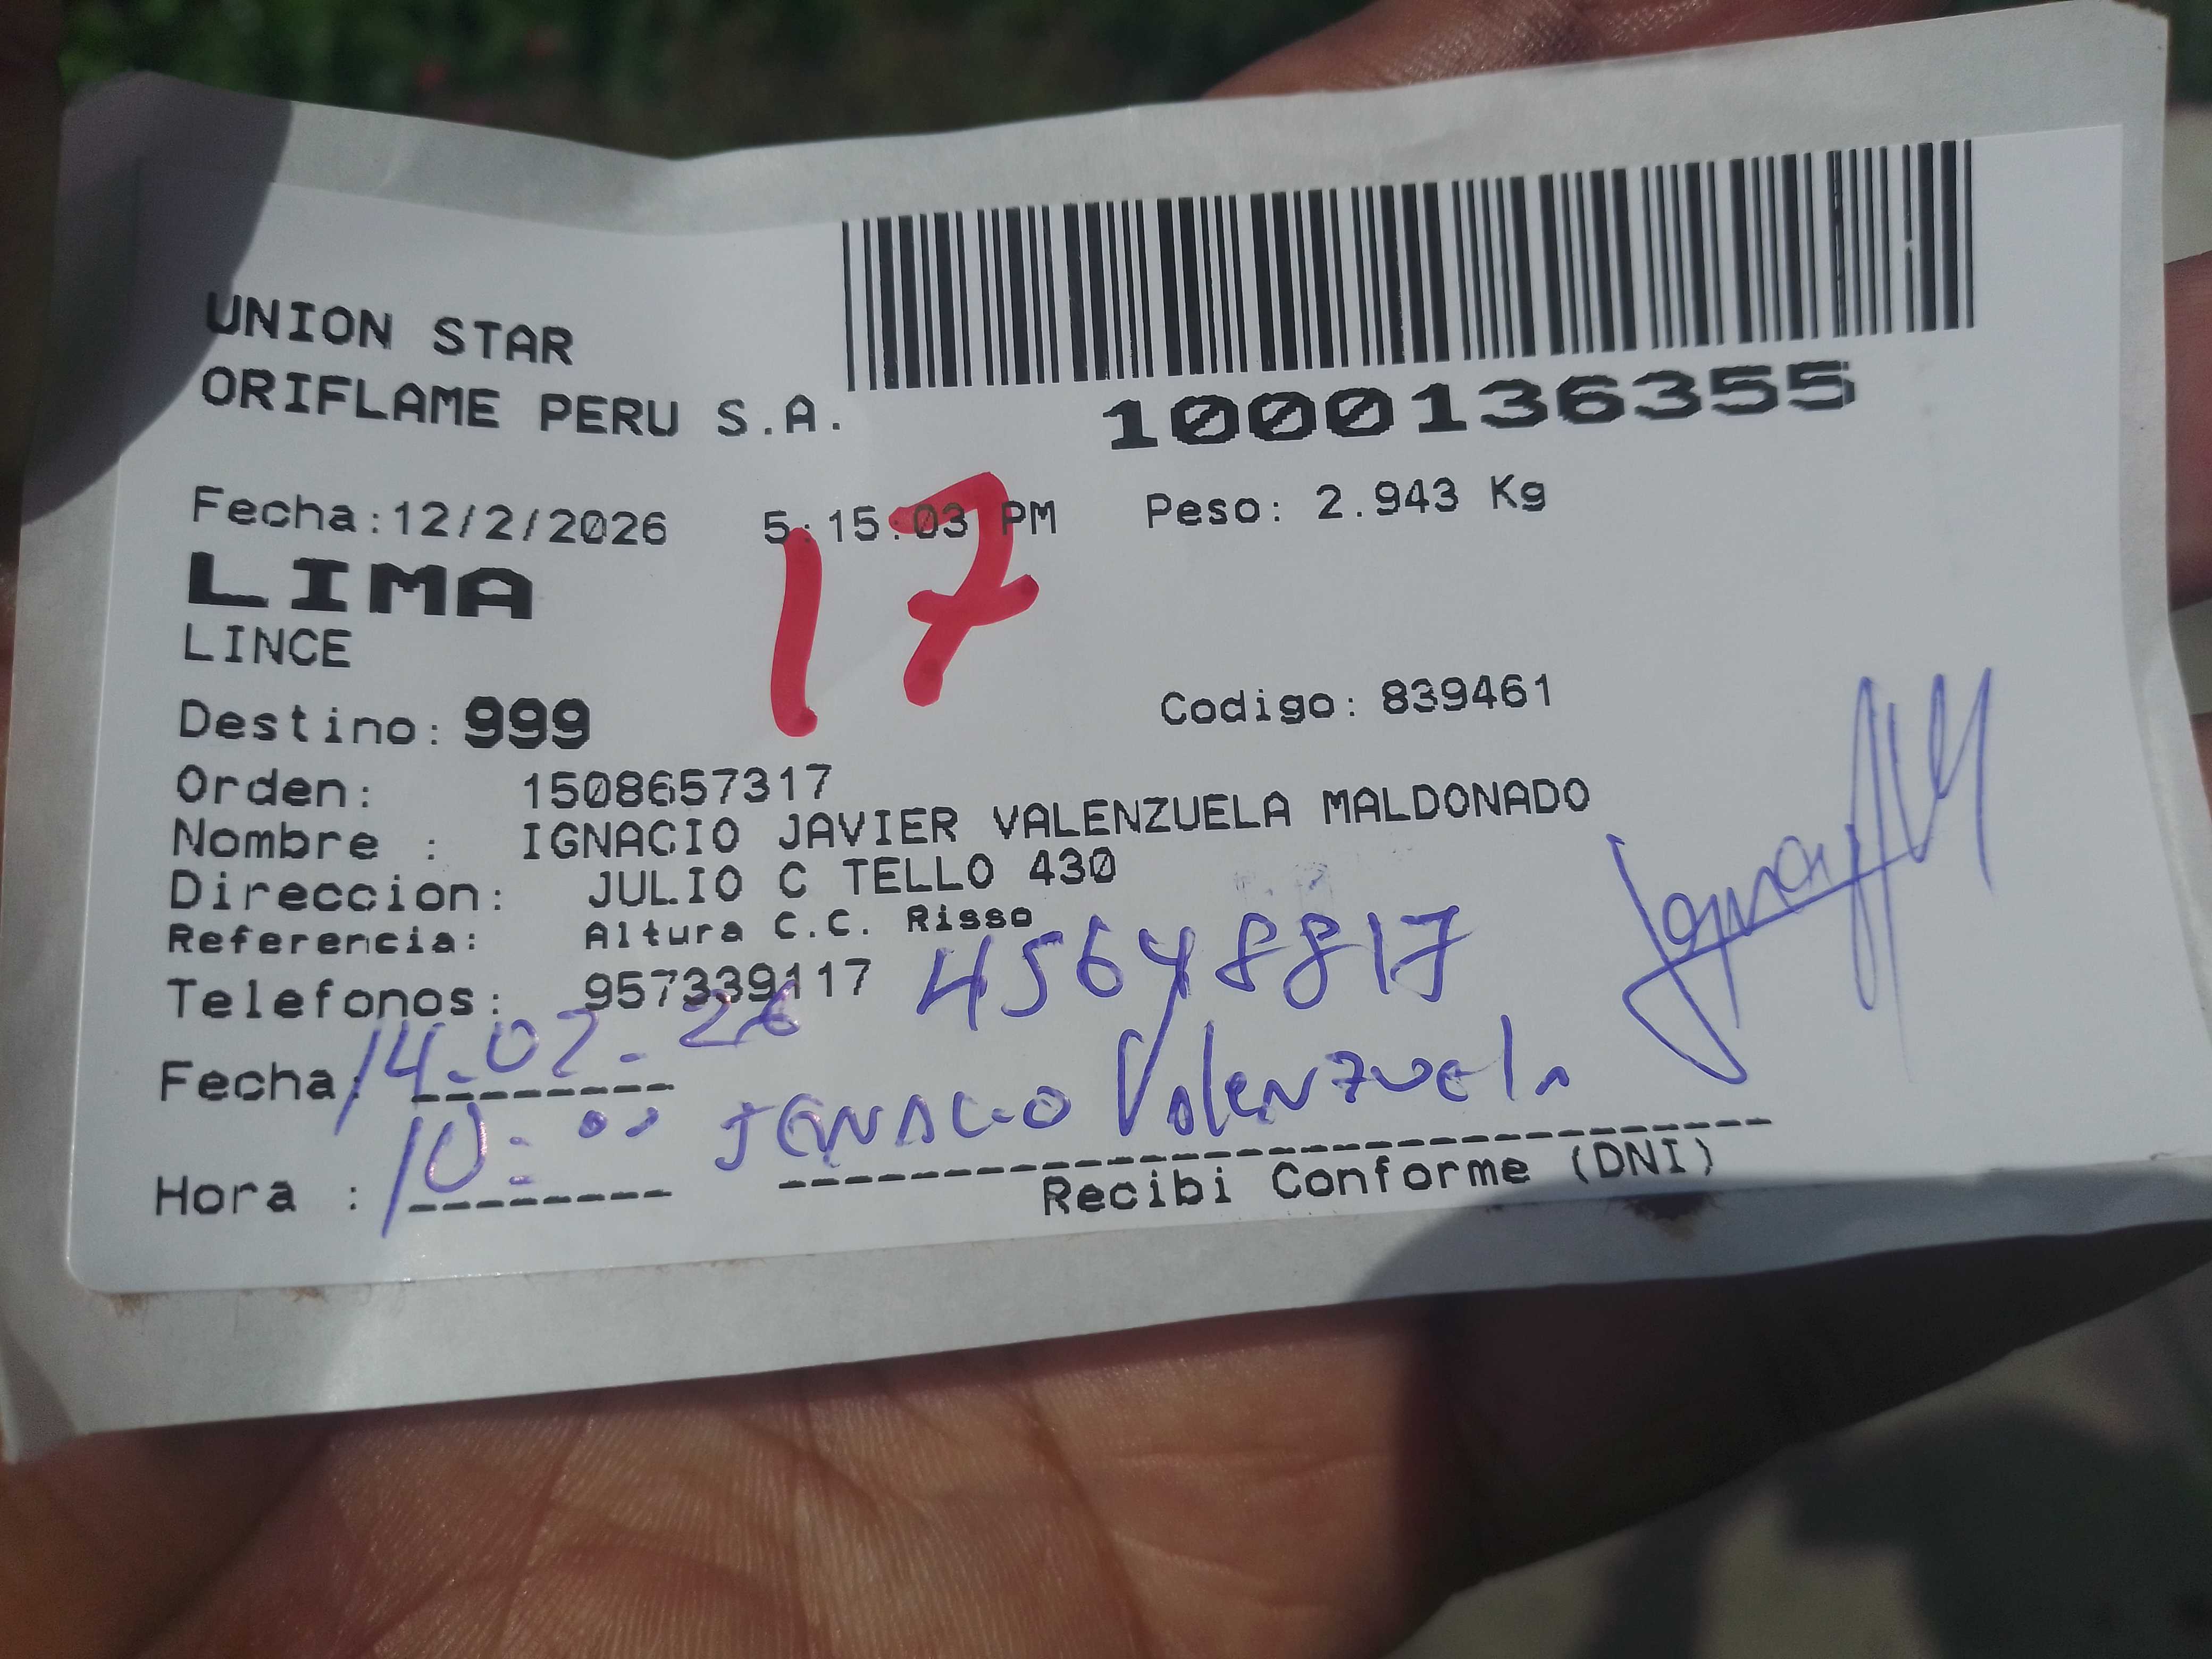 UNION STAR
ORIFLAME PERU S.A.
1000136355
Fecha:12/2/2026 5:15:03 PM Peso: 2.943 Kg
17
LIMA
LINCE
Destino: 999 Codigo: 839461
Orden: 1508657317
Nombre : IGNACIO JAVIER VALENZUELA MALDONADO
Direccion: JULIO C TELLO 430
Referencia: Altura C.C. Risso
Telefonos: 957339117 45648817
Fecha: 14-02-26
Hora : 10:00 IGNACIO Valenzuela
Recibi Conforme (DNI)